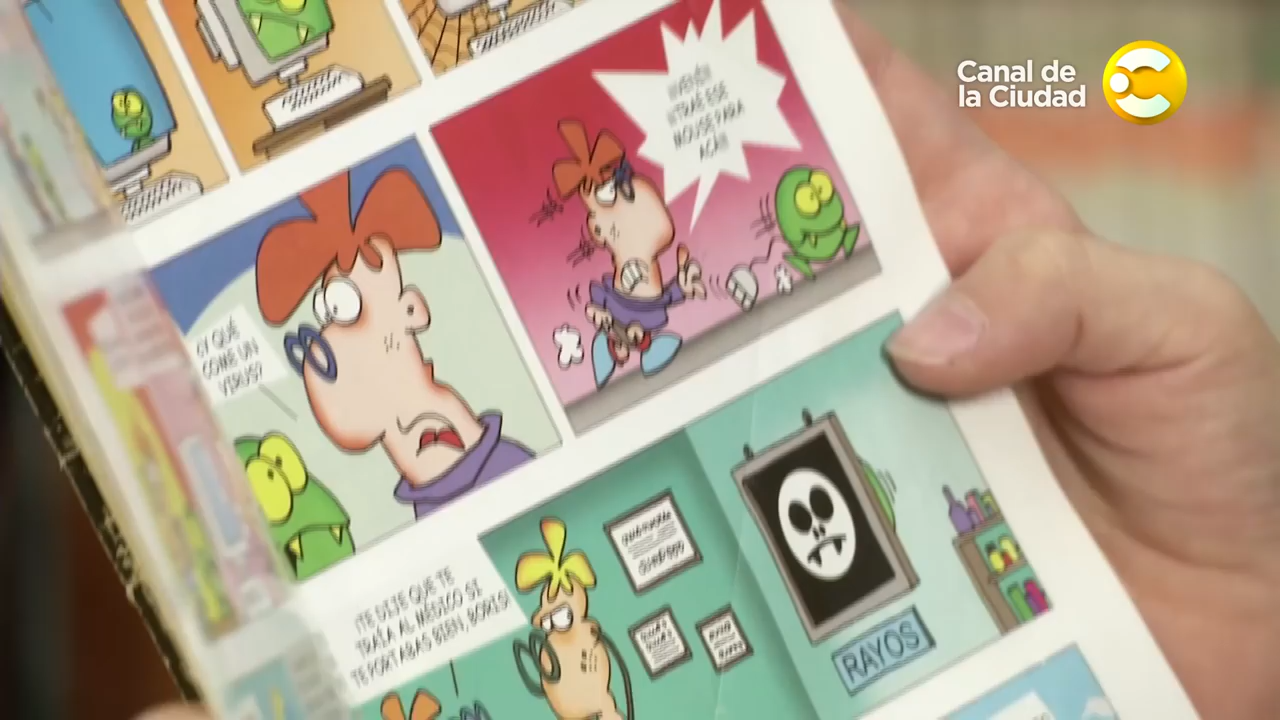 Canal de
la Ciudad
¡¡VENÍ!!
¡¡TRAÉ ESE
MOUSE PARA
ACÁ!!
¿Y QUÉ
COME UN
VIRUS?
¡TE DIJE QUE TE
TRAÍA AL MÉDICO SI
TE PORTABAS BIEN, BORIS!
RAYOS